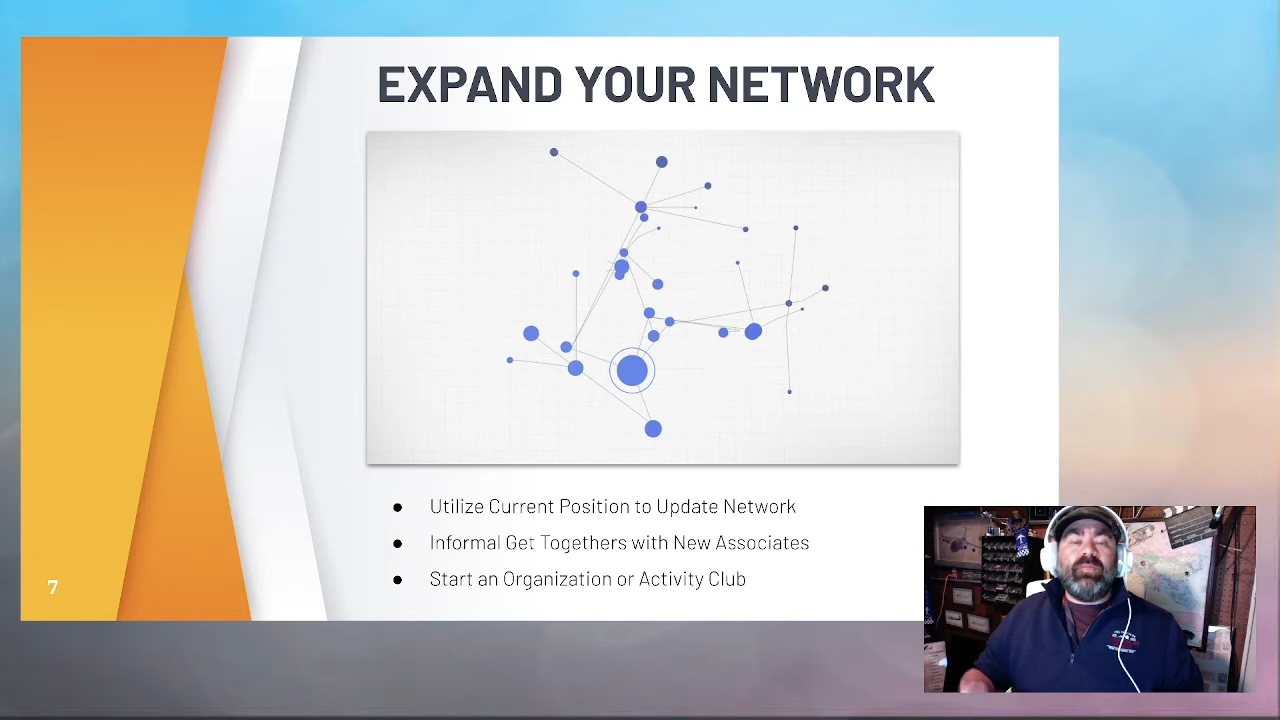 EXPAND YOUR NETWORK
● Utilize Current Position to Update Network
● Informal Get Togethers with New Associates
● Start an Organization or Activity Club
7